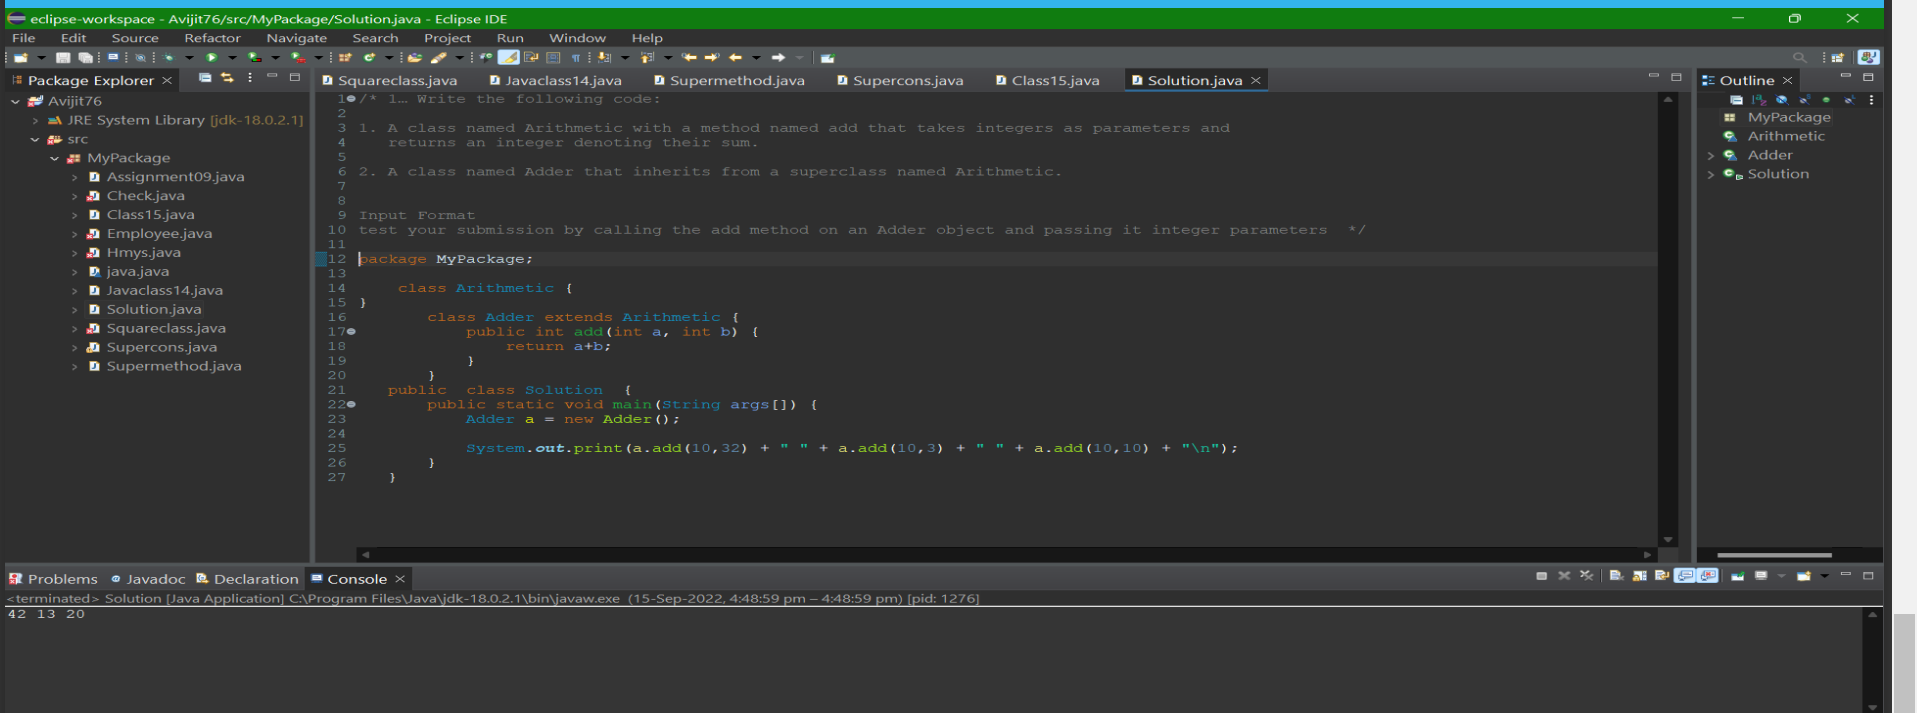 eclipse-workspace - Avijit76/src/MyPackage/Solution.java - Eclipse IDE
File Edit Source Refactor Navigate Search Project Run Window Help
Package Explorer
Avijit76
JRE System Library [jdk-18.0.2.1]
src
MyPackage
Assignment09.java
Check.java
Class15.java
Employee.java
Hmys.java
java.java
Javaclass14.java
Solution.java
Squareclass.java
Supercons.java
Supermethod.java
Squareclass.java Javaclass14.java Supermethod.java Supercons.java Class15.java Solution.java
1 /* 1… Write the following code:
2
3 1. A class named Arithmetic with a method named add that takes integers as parameters and
4 returns an integer denoting their sum.
5
6 2. A class named Adder that inherits from a superclass named Arithmetic.
7
8
9 Input Format
10 test your submission by calling the add method on an Adder object and passing it integer parameters */
11
12 package MyPackage;
13
14 class Arithmetic {
15 }
16 class Adder extends Arithmetic {
17 public int add(int a, int b) {
18 return a+b;
19 }
20 }
21 public class Solution {
22 public static void main(String args[]) {
23 Adder a = new Adder();
24
25 System.out.print(a.add(10,32) + " " + a.add(10,3) + " " + a.add(10,10) + "\n");
26 }
27 }
Outline
MyPackage
Arithmetic
Adder
Solution
Problems Javadoc Declaration Console
<terminated> Solution [Java Application] C:\Program Files\Java\jdk-18.0.2.1\bin\javaw.exe (15-Sep-2022, 4:48:59 pm – 4:48:59 pm) [pid: 1276]
42 13 20